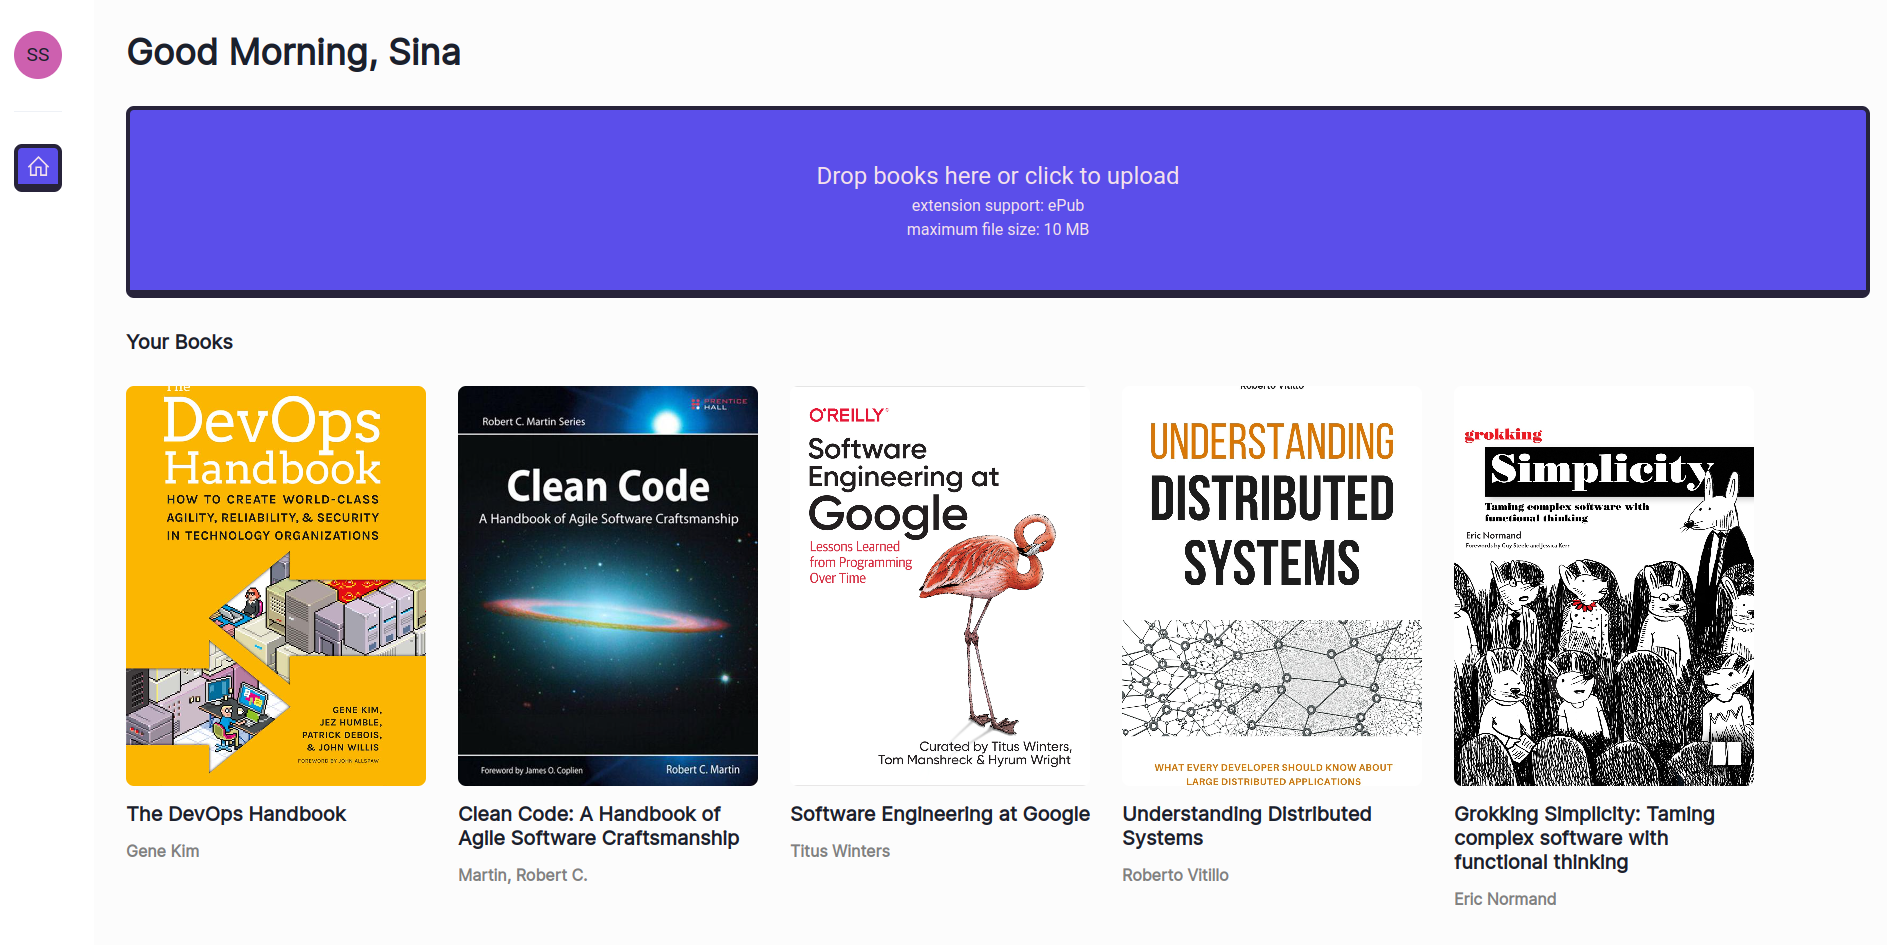 SS
Good Morning, Sina
Drop books here or click to upload
extension support: ePub
maximum file size: 10 MB
Your Books
The
DevOps
Handbook
HOW TO CREATE WORLD-CLASS
AGILITY, RELIABILITY, & SECURITY
IN TECHNOLOGY ORGANIZATIONS
GENE KIM,
JEZ HUMBLE,
PATRICK DEBOIS,
& JOHN WILLIS
FOREWORD BY JOHN ALLSPAW
The DevOps Handbook
Gene Kim
PRENTICE
HALL
Robert C. Martin Series
Clean Code
A Handbook of Agile Software Craftsmanship
Foreword by James O. Coplien
Robert C. Martin
Clean Code: A Handbook of
Agile Software Craftsmanship
Martin, Robert C.
O'REILLY®
Software
Engineering at
Google
Lessons Learned
from Programming
Over Time
Curated by Titus Winters,
Tom Manshreck & Hyrum Wright
Software Engineering at Google
Titus Winters
Roberto Vitillo
UNDERSTANDING
DISTRIBUTED
SYSTEMS
WHAT EVERY DEVELOPER SHOULD KNOW ABOUT
LARGE DISTRIBUTED APPLICATIONS
Understanding Distributed
Systems
Roberto Vitillo
grokking
Simplicity
Taming complex software with
functional thinking
Eric Normand
Forewords by Guy Steele and Jessica Kerr
Grokking Simplicity: Taming
complex software with
functional thinking
Eric Normand